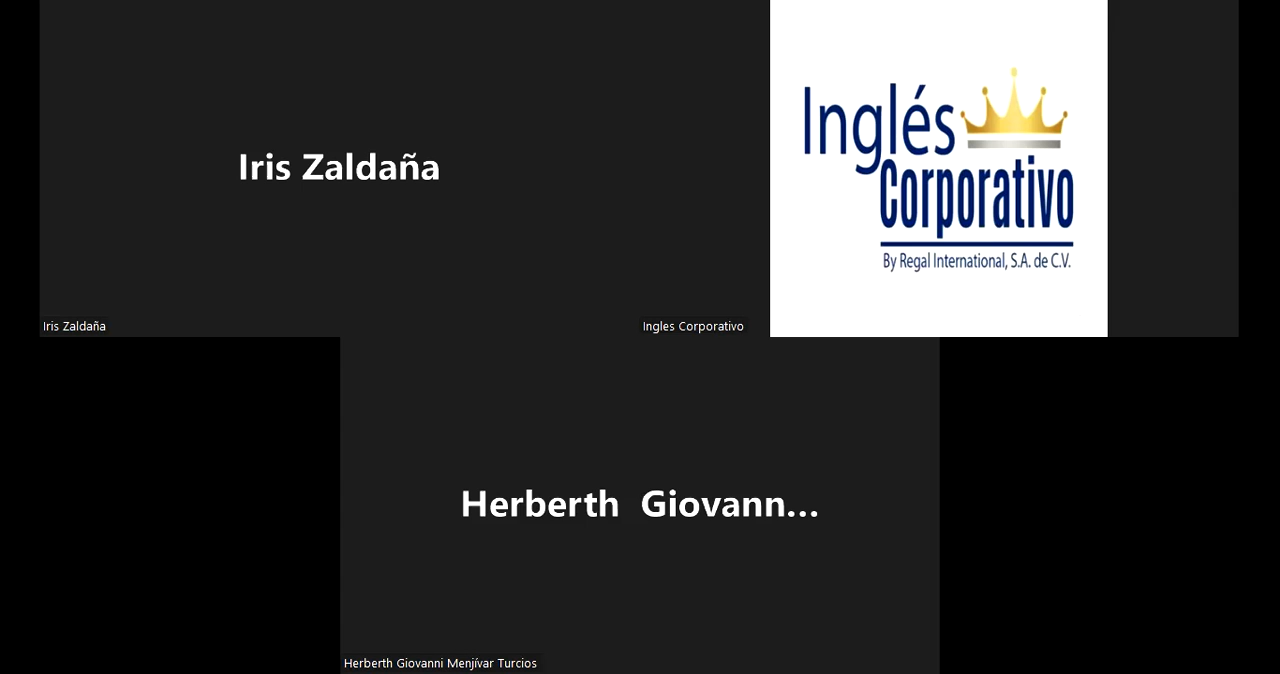 Iris Zaldaña
Inglés
Corporativo
By Regal International, S.A. de C.V.
Iris Zaldaña
Ingles Corporativo
Herberth  Giovann...
Herberth Giovanni Menjívar Turcios